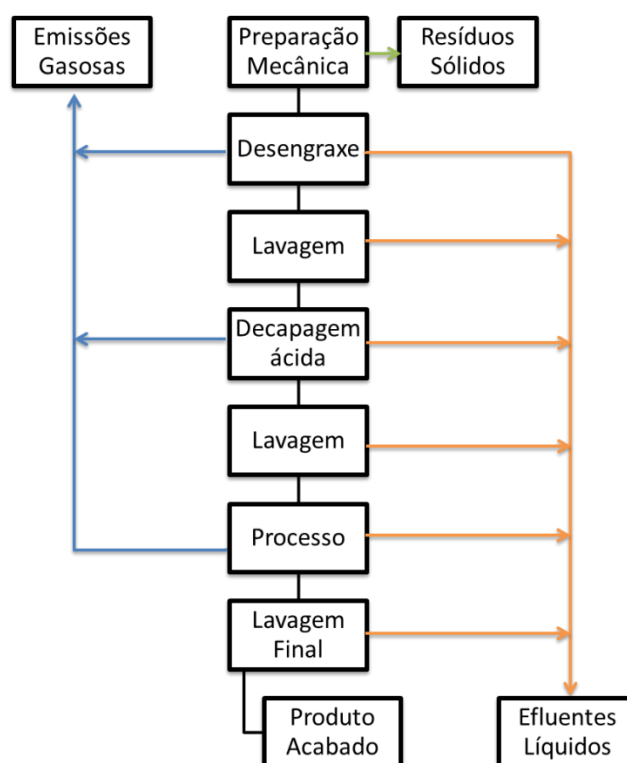 Emissões
Gasosas
Preparação
Mecânica
Resíduos
Sólidos
Desengraxe
Lavagem
Decapagem
ácida
Lavagem
Processo
Lavagem
Final
Produto
Acabado
Efluentes
Líquidos